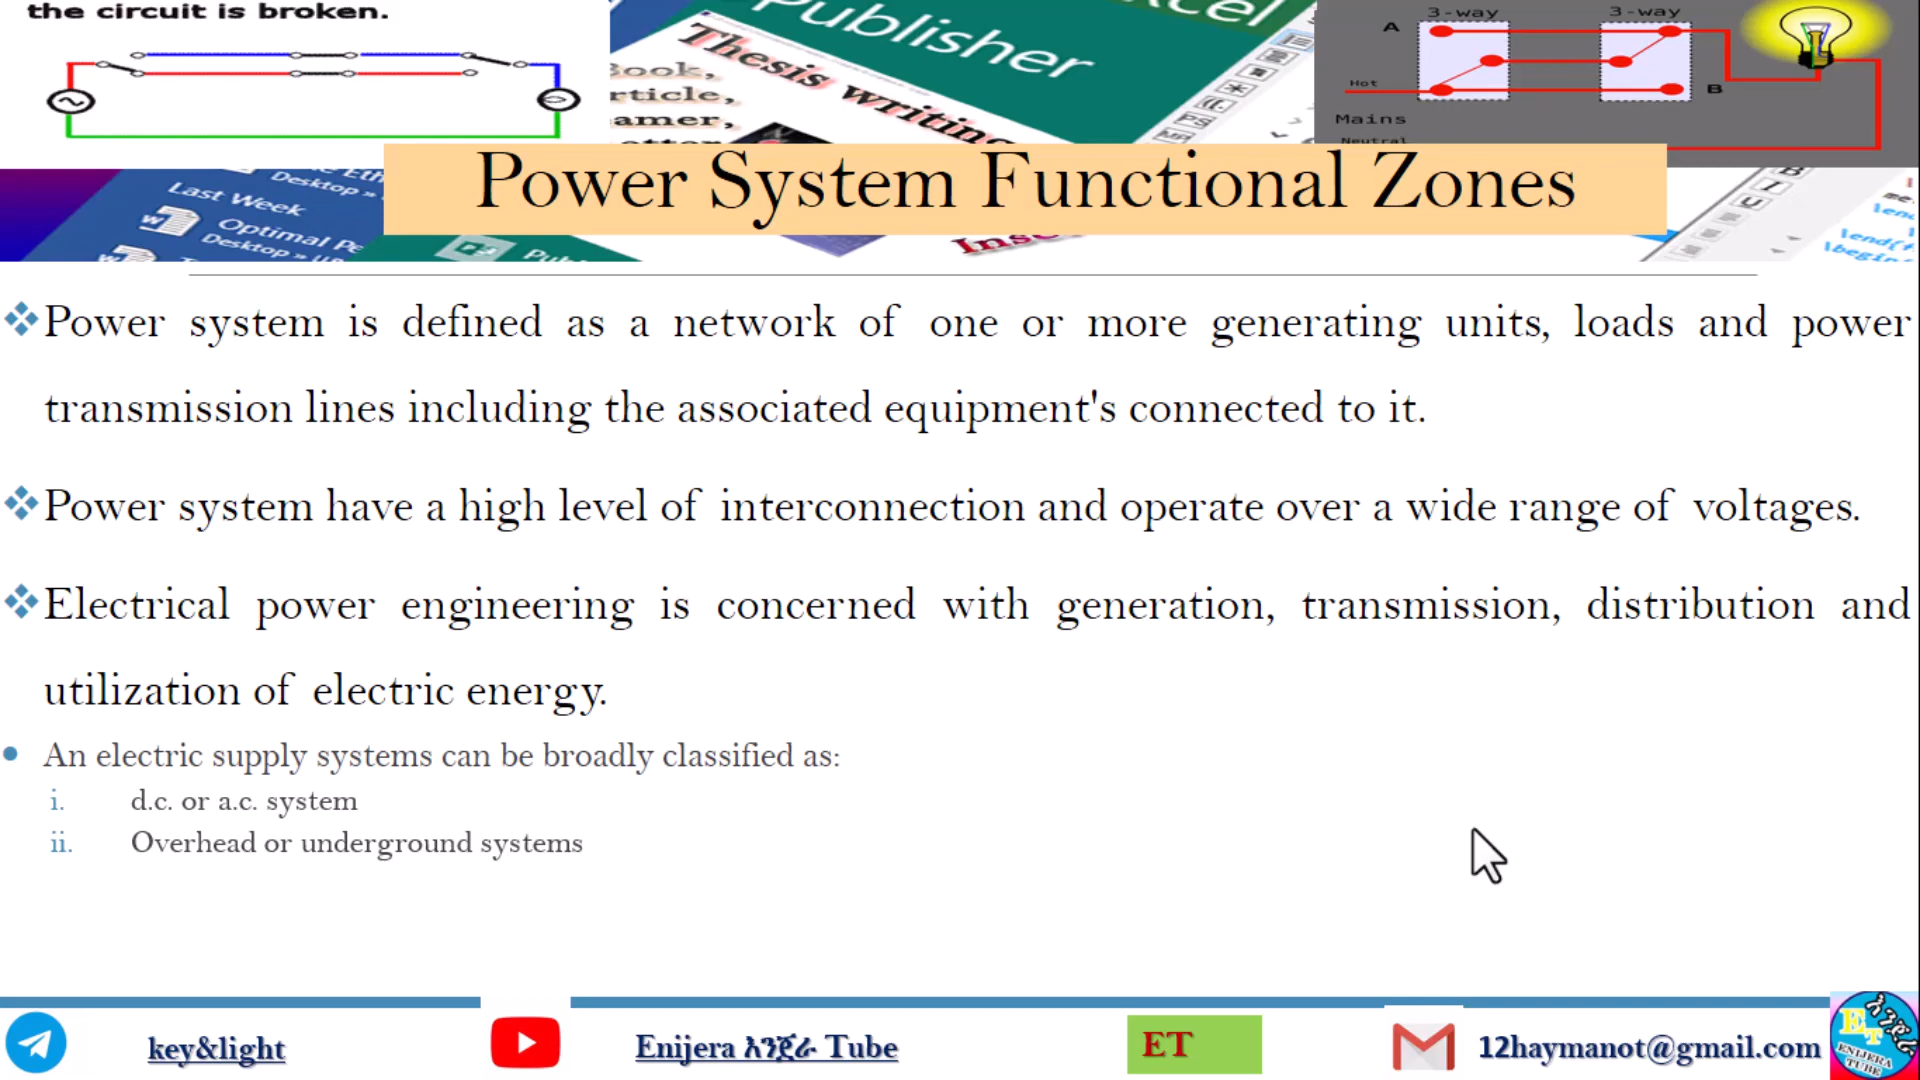 the circuit is broken.
Publisher
Thesis writing
3-way
3-way
A
Hot
B
Mains
Neutral
Last Week
Desktop »
Desktop »
Power System Functional Zones
❖Power system is defined as a network of one or more generating units, loads and power
transmission lines including the associated equipment's connected to it.
❖Power system have a high level of interconnection and operate over a wide range of voltages.
❖Electrical power engineering is concerned with generation, transmission, distribution and
utilization of electric energy.
• An electric supply systems can be broadly classified as:
i. d.c. or a.c. system
ii. Overhead or underground systems
key&light
Enijera እንጀራ Tube
ET
12haymanot@gmail.com
እንጀራ
ET
ENIJERA
TUBE